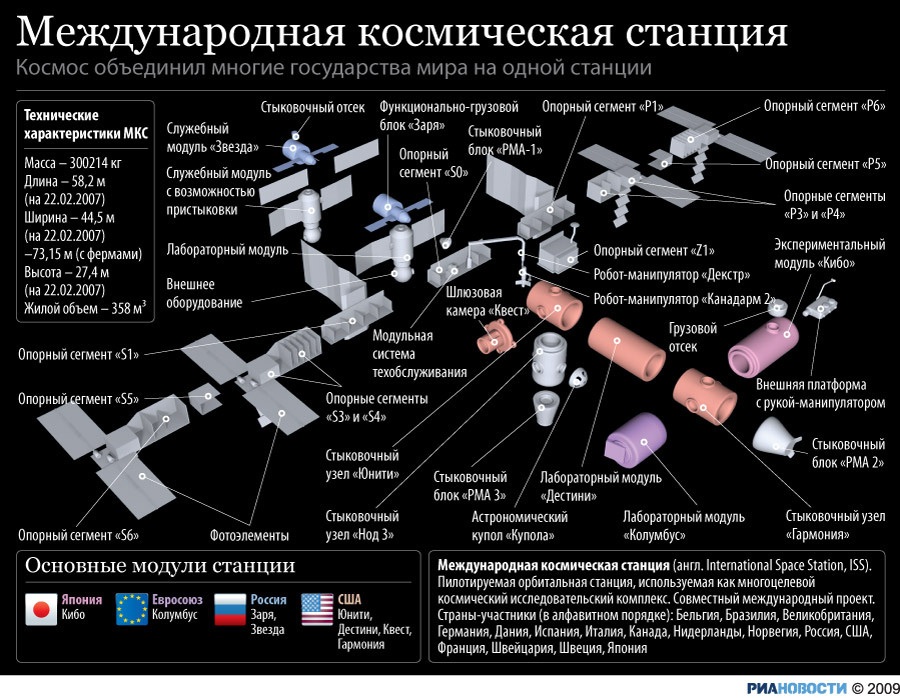 Международная космическая станция
Космос объединил многие государства мира на одной станции
Технические
характеристики МКС
Масса – 300214 кг
Длина – 58,2 м
(на 22.02.2007)
Ширина – 44,5 м
(на 22.02.2007)
–73,15 м (с фермами)
Высота – 27,4 м
(на 22.02.2007)
Жилой объем – 358 м³
Стыковочный отсек
Служебный
модуль «Звезда»
Служебный модуль
с возможностью
пристыковки
Лабораторный модуль
Внешнее
оборудование
Функционально-грузовой
блок «Заря»
Опорный
сегмент «S0»
Стыковочный
блок «PMA-1»
Опорный сегмент «P1»
Опорный сегмент «P6»
Опорный сегмент «P5»
Опорные сегменты
«P3» и «P4»
Опорный сегмент «Z1»
Робот-манипулятор «Декстр»
Робот-манипулятор «Канадарм 2»
Экспериментальный
модуль «Кибо»
Шлюзовая
камера «Квест»
Грузовой
отсек
Модульная
система
техобслуживания
Внешняя платформа
с рукой-манипулятором
Опорный сегмент «S1»
Опорный сегмент «S5»
Опорные сегменты
«S3» и «S4»
Стыковочный
узел «Юнити»
Стыковочный
блок «PMA 3»
Лабораторный модуль
«Дестини»
Стыковочный
блок «PMA 2»
Опорный сегмент «S6»
Фотоэлементы
Стыковочный
узел «Нод 3»
Астрономический
купол «Купола»
Лабораторный модуль
«Колумбус»
Стыковочный узел
«Гармония»
Основные модули станции
Япония
Кибо
Евросоюз
Колумбус
Россия
Заря,
Звезда
США
Юнити,
Дестини, Квест,
Гармония
Международная космическая станция (англ. International Space Station, ISS).
Пилотируемая орбитальная станция, используемая как многоцелевой
космический исследовательский комплекс. Совместный международный проект.
Страны-участники (в алфавитном порядке): Бельгия, Бразилия, Великобритания,
Германия, Дания, Испания, Италия, Канада, Нидерланды, Норвегия, Россия, США,
Франция, Швейцария, Швеция, Япония
РИАНОВОСТИ © 2009